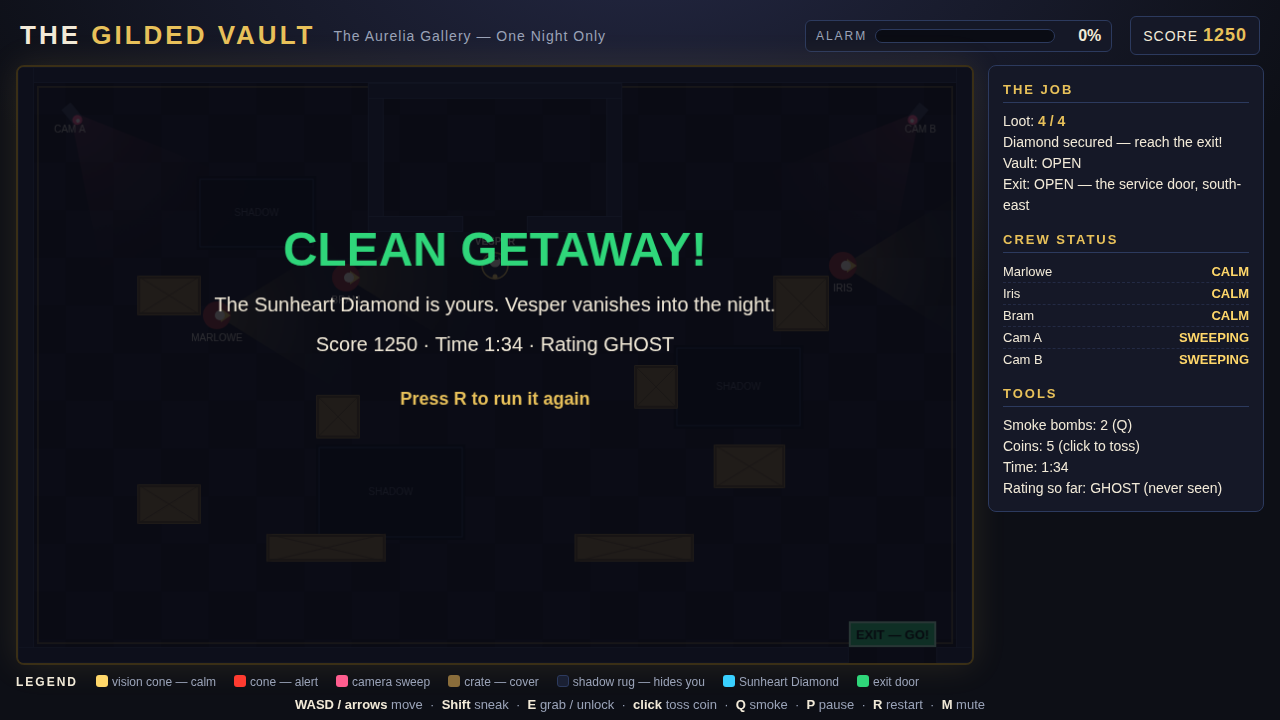 THE GILDED VAULT The Aurelia Gallery — One Night Only
ALARM 0% SCORE 1250
CAM A
CAM B
SHADOW
CLEAN GETAWAY!
The Sunheart Diamond is yours. Vesper vanishes into the night.
IRIS
MARLOWE
Score 1250 · Time 1:34 · Rating GHOST
SHADOW
Press R to run it again
SHADOW
EXIT — GO!
THE JOB
Loot: 4 / 4
Diamond secured — reach the exit!
Vault: OPEN
Exit: OPEN — the service door, south-
east
CREW STATUS
Marlowe CALM
Iris CALM
Bram CALM
Cam A SWEEPING
Cam B SWEEPING
TOOLS
Smoke bombs: 2 (Q)
Coins: 5 (click to toss)
Time: 1:34
Rating so far: GHOST (never seen)
LEGEND vision cone — calm cone — alert camera sweep crate — cover shadow rug — hides you Sunheart Diamond exit door
WASD / arrows move · Shift sneak · E grab / unlock · click toss coin · Q smoke · P pause · R restart · M mute